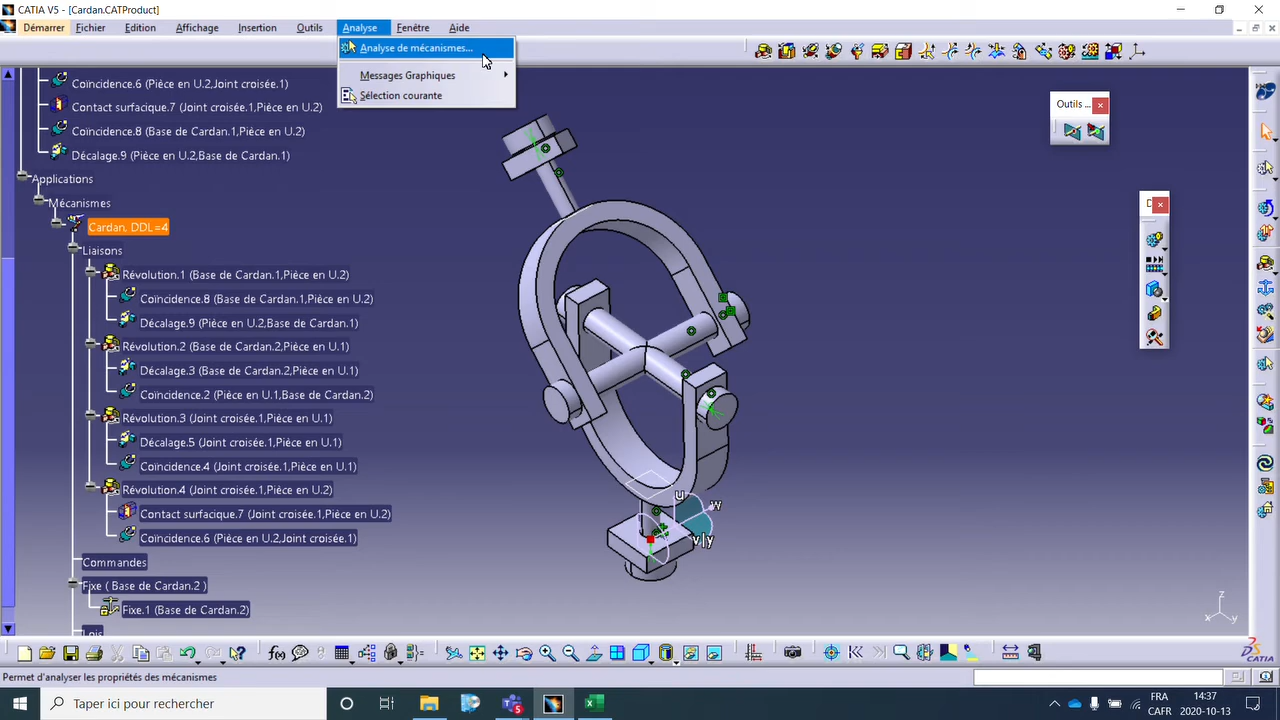 CATIA V5 - [Cardan.CATProduct]
Démarrer Fichier Edition Affichage Insertion Outils Analyse Fenêtre Aide
Analyse de mécanismes...
Messages Graphiques
Sélection courante
Coïncidence.6 (Pièce en U.2,Joint croisée.1)
Contact surfacique.7 (Joint croisée.1,Pièce en U.2)
Coïncidence.8 (Base de Cardan.1,Pièce en U.2)
Décalage.9 (Pièce en U.2,Base de Cardan.1)
Applications
Mécanismes
Cardan, DDL=4
Liaisons
Révolution.1 (Base de Cardan.1,Pièce en U.2)
Coïncidence.8 (Base de Cardan.1,Pièce en U.2)
Décalage.9 (Pièce en U.2,Base de Cardan.1)
Révolution.2 (Base de Cardan.2,Pièce en U.1)
Décalage.3 (Base de Cardan.2,Pièce en U.1)
Coïncidence.2 (Pièce en U.1,Base de Cardan.2)
Révolution.3 (Joint croisée.1,Pièce en U.1)
Décalage.5 (Joint croisée.1,Pièce en U.1)
Coïncidence.4 (Joint croisée.1,Pièce en U.1)
Révolution.4 (Joint croisée.1,Pièce en U.2)
Contact surfacique.7 (Joint croisée.1,Pièce en U.2)
Coïncidence.6 (Pièce en U.2,Joint croisée.1)
Commandes
Fixe ( Base de Cardan.2 )
Fixe.1 (Base de Cardan.2)
Lois
Outils ...
u
w
v|y
z
x
y
f(x)
Permet d'analyser les propriétés des mécanismes
Taper ici pour rechercher
FRA
CAFR
14:37
2020-10-13